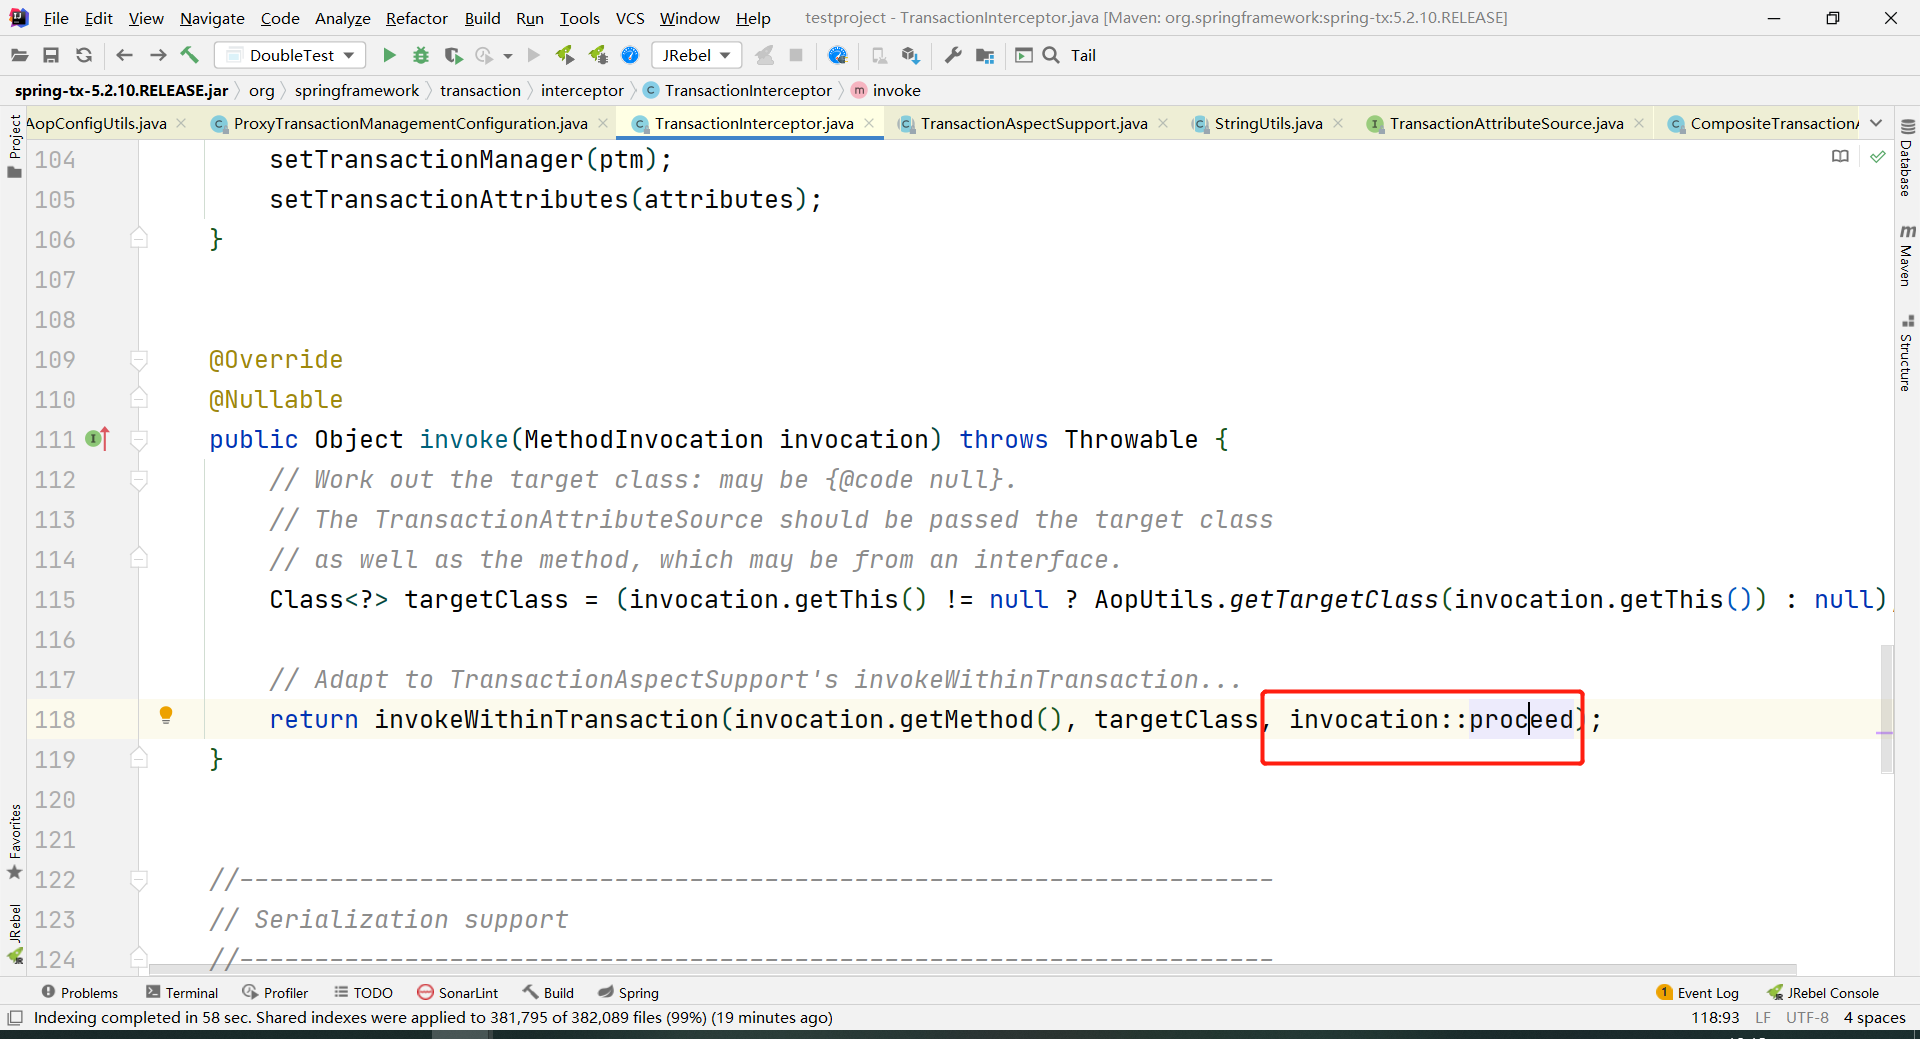 File Edit View Navigate Code Analyze Refactor Build Run Tools VCS Window Help testproject - TransactionInterceptor.java [Maven: org.springframework:spring-tx:5.2.10.RELEASE]
DoubleTest JRebel Tail
spring-tx-5.2.10.RELEASE.jar org springframework transaction interceptor TransactionInterceptor invoke
AopConfigUtils.java ProxyTransactionManagementConfiguration.java TransactionInterceptor.java TransactionAspectSupport.java StringUtils.java TransactionAttributeSource.java CompositeTransactionA
Project
Database
Maven
Structure
104 setTransactionManager(ptm);
105 setTransactionAttributes(attributes);
106 }
107
108
109 @Override
110 @Nullable
111 public Object invoke(MethodInvocation invocation) throws Throwable {
112 // Work out the target class: may be {@code null}.
113 // The TransactionAttributeSource should be passed the target class
114 // as well as the method, which may be from an interface.
115 Class<?> targetClass = (invocation.getThis() != null ? AopUtils.getTargetClass(invocation.getThis()) : null)
116
117 // Adapt to TransactionAspectSupport's invokeWithinTransaction...
118 return invokeWithinTransaction(invocation.getMethod(), targetClass, invocation::proceed);
119 }
120
121
122 //---------------------------------------------------------------------
123 // Serialization support
124 //---------------------------------------------------------------------
Favorites
JRebel
Problems Terminal Profiler TODO SonarLint Build Spring 1 Event Log JRebel Console
Indexing completed in 58 sec. Shared indexes were applied to 381,795 of 382,089 files (99%) (19 minutes ago) 118:93 LF UTF-8 4 spaces